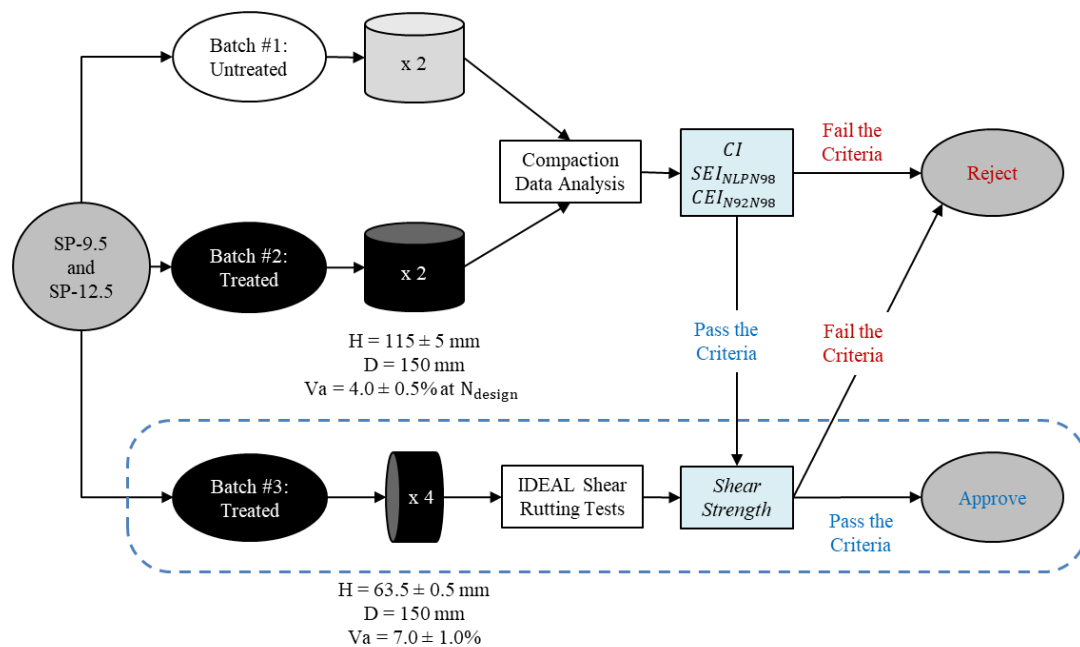 Batch #1:
Untreated
x 2
Compaction
Data Analysis
CI
SEI_NLPN98
CEI_N92N98
Fail the
Criteria
Reject
SP-9.5
and
SP-12.5
Batch #2:
Treated
x 2
H = 115 ± 5 mm
D = 150 mm
Va = 4.0 ± 0.5% at N_design
Pass the
Criteria
Fail the
Criteria
Batch #3:
Treated
x 4
IDEAL Shear
Rutting Tests
Shear
Strength
Pass the
Criteria
Approve
H = 63.5 ± 0.5 mm
D = 150 mm
Va = 7.0 ± 1.0%